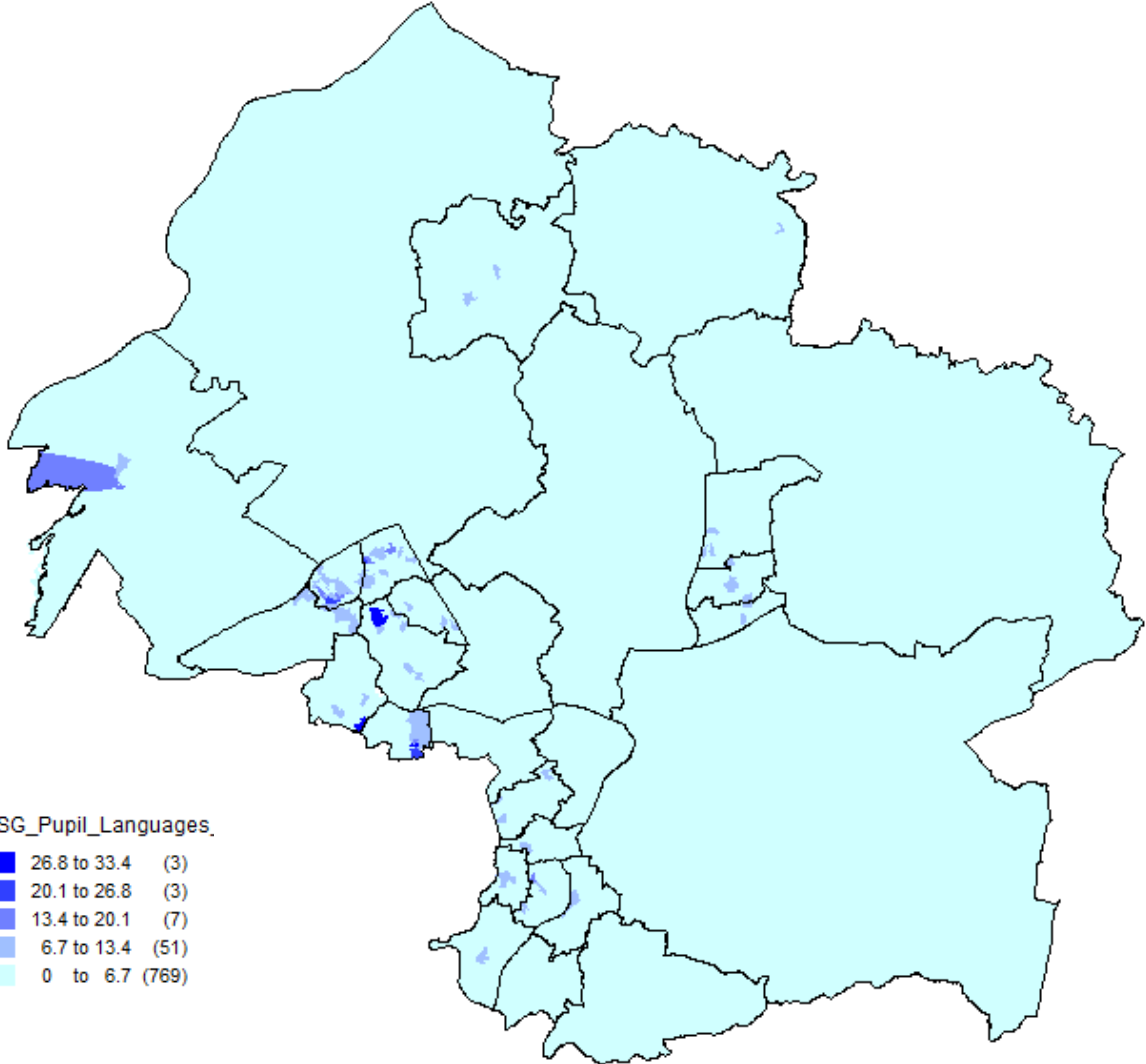 SG_Pupil_Languages_
26.8 to 33.4 (3)
20.1 to 26.8 (3)
13.4 to 20.1 (7)
6.7 to 13.4 (51)
0 to 6.7 (769)